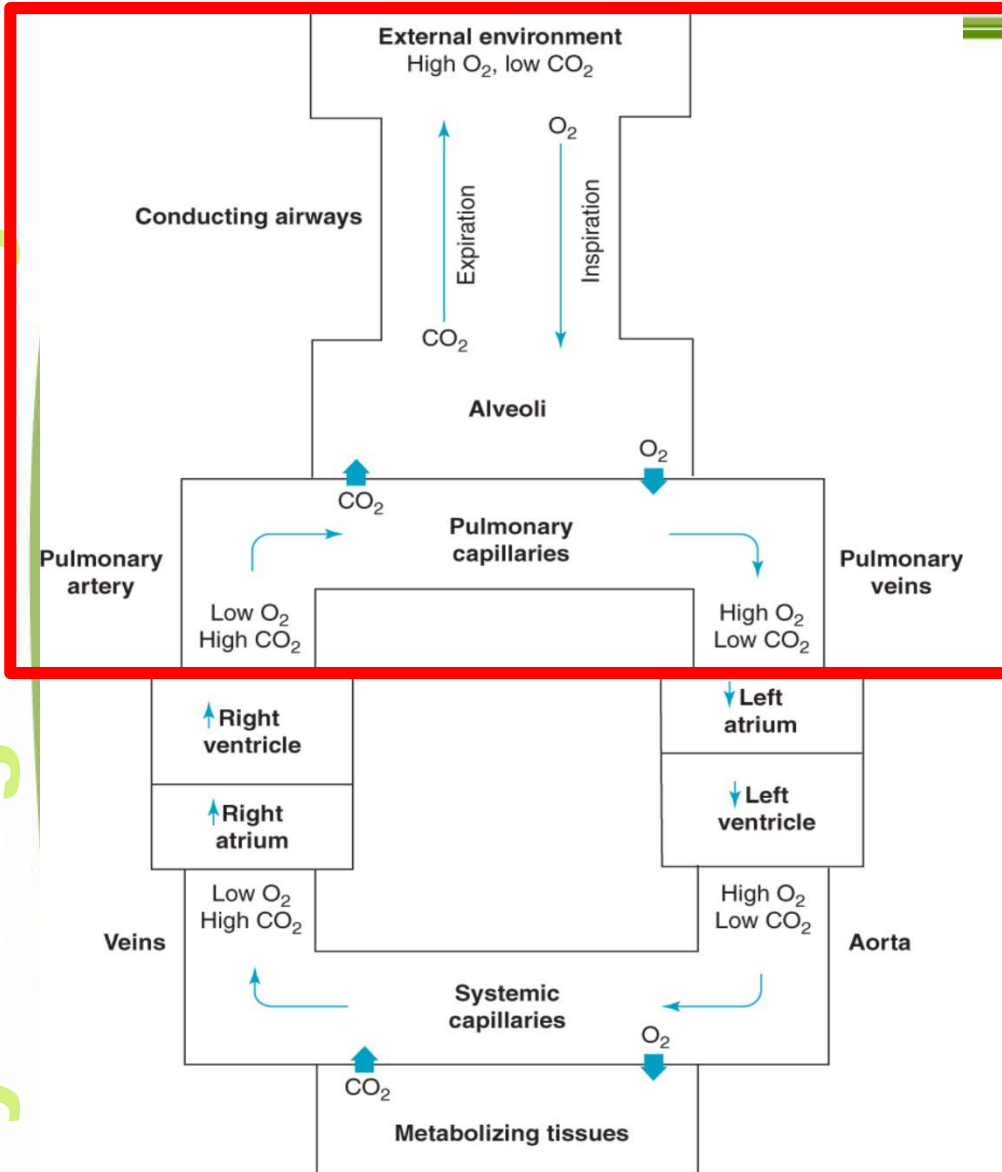 External environment
High O₂, low CO₂
O₂
Conducting airways
Expiration
Inspiration
CO₂
Alveoli
O₂
CO₂
Pulmonary
capillaries
Pulmonary
artery
Pulmonary
veins
Low O₂
High CO₂
High O₂
Low CO₂
Right
ventricle
Left
atrium
Right
atrium
Left
ventricle
Low O₂
High CO₂
High O₂
Low CO₂
Veins
Aorta
Systemic
capillaries
O₂
CO₂
Metabolizing tissues